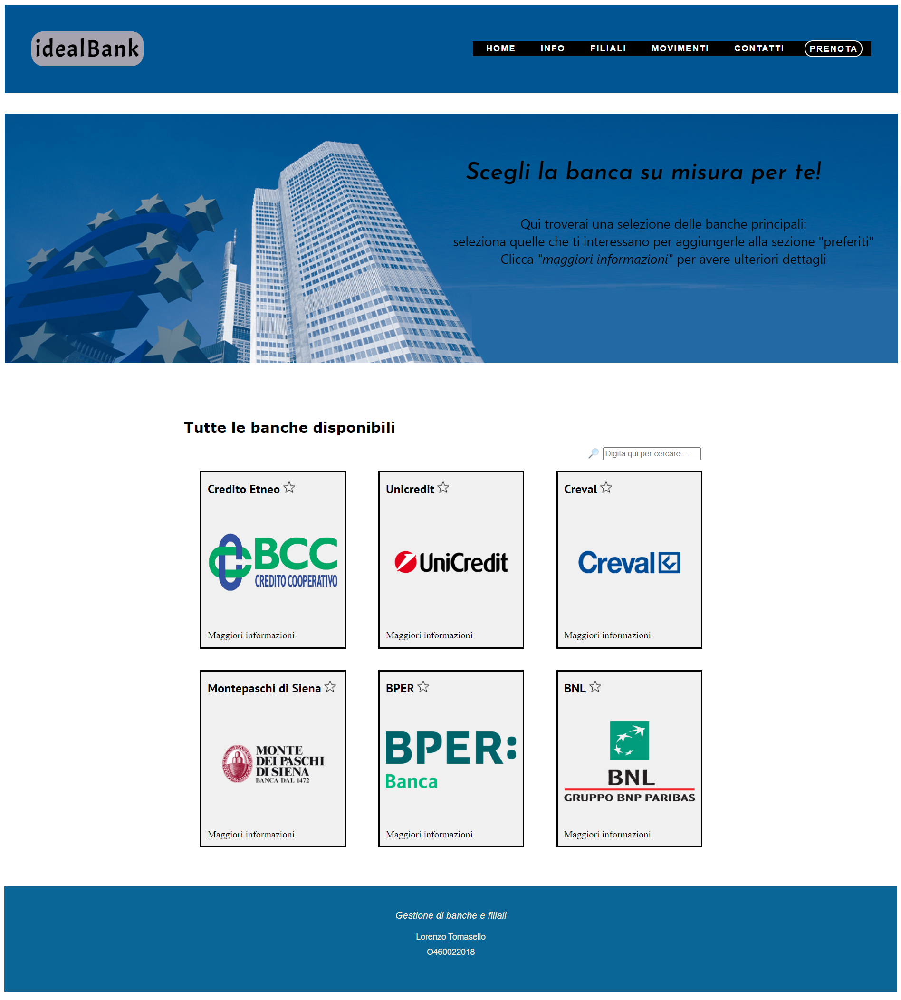 idealBank
HOME INFO FILIALI MOVIMENTI CONTATTI PRENOTA
Scegli la banca su misura per te!
Qui troverai una selezione delle banche principali:
seleziona quelle che ti interessano per aggiungerle alla sezione "preferiti"
Clicca "maggiori informazioni" per avere ulteriori dettagli
Tutte le banche disponibili
Digita qui per cercare....
Credito Etneo
BCC
CREDITO COOPERATIVO
Maggiori informazioni
Unicredit
UniCredit
Maggiori informazioni
Creval
Creval
Maggiori informazioni
Montepaschi di Siena
MONTE
DEI PASCHI
DI SIENA
BANCA DAL 1472
Maggiori informazioni
BPER
BPER:
Banca
Maggiori informazioni
BNL
BNL
GRUPPO BNP PARIBAS
Maggiori informazioni
Gestione di banche e filiali
Lorenzo Tomasello
O460022018